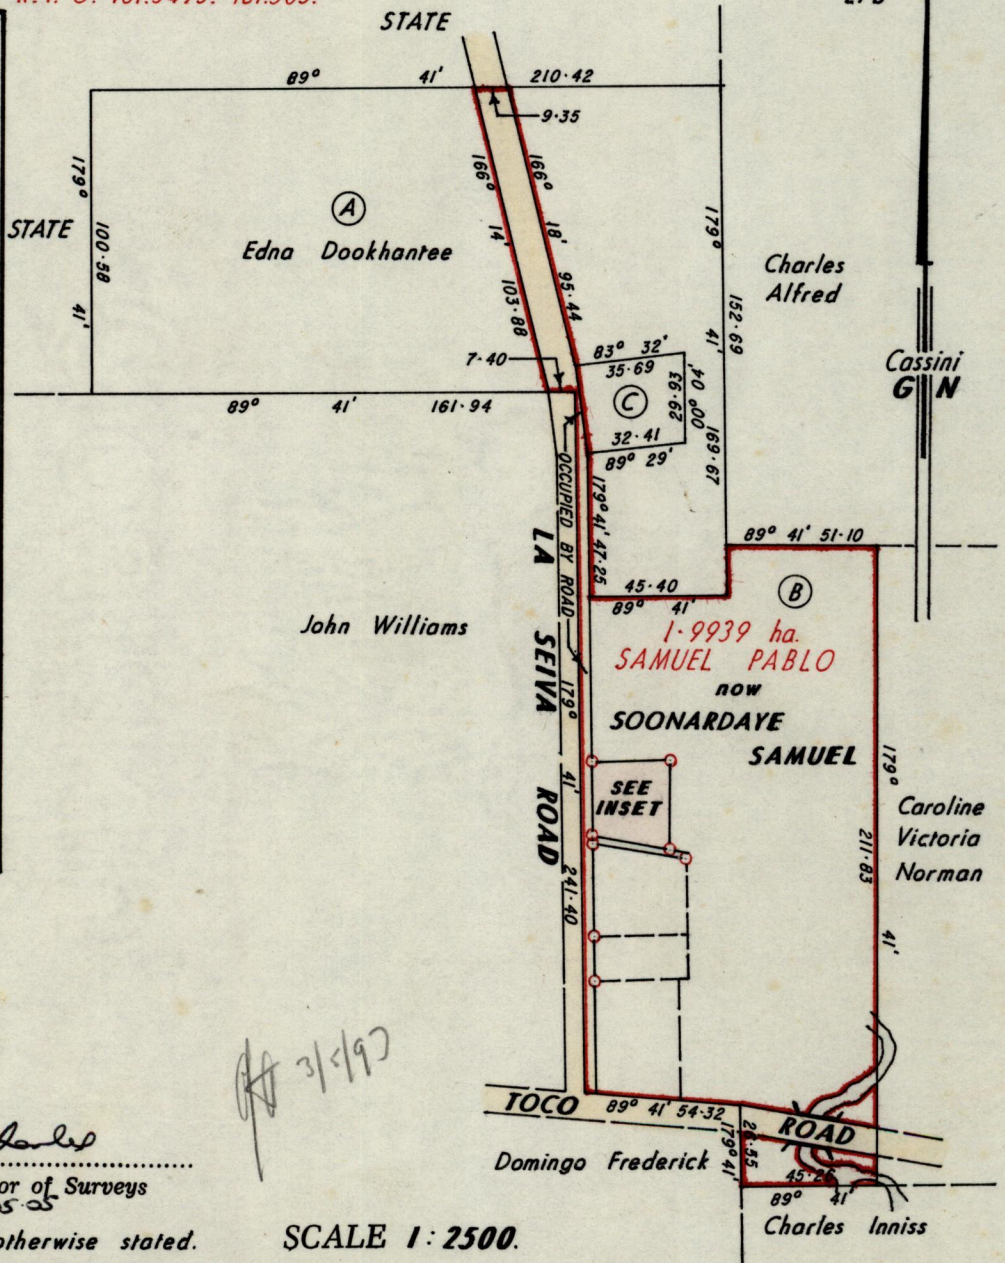 STATE
89° 41' 210·42
9·35
179° 100·58 41'
STATE
A
Edna Dookhantee
166° 14' 103·88
166° 18' 95·44
179° 41' 152·69
169·67
Charles
Alfred
Cassini
G N
7·40
83° 32'
35·69
C
33·62
00° 04'
32·41
89° 29'
89° 41' 161·94
OCCUPIED BY ROAD
179° 41' 47·25
LA SEIVA ROAD
89° 41' 51·10
45·40
89° 41'
B
John Williams
1·9939 ha.
SAMUEL PABLO
now
SOONARDAYE
SAMUEL
179° 41' 241·40
SEE
INSET
179° 211·83 41'
Caroline
Victoria
Norman
3/5/93
TOCO ROAD
89° 41' 54·32
179° 41' 26·55
Domingo Frederick
45·26
89° 41'
Charles Inniss
or of Surveys
otherwise stated.
SCALE 1 : 2500.